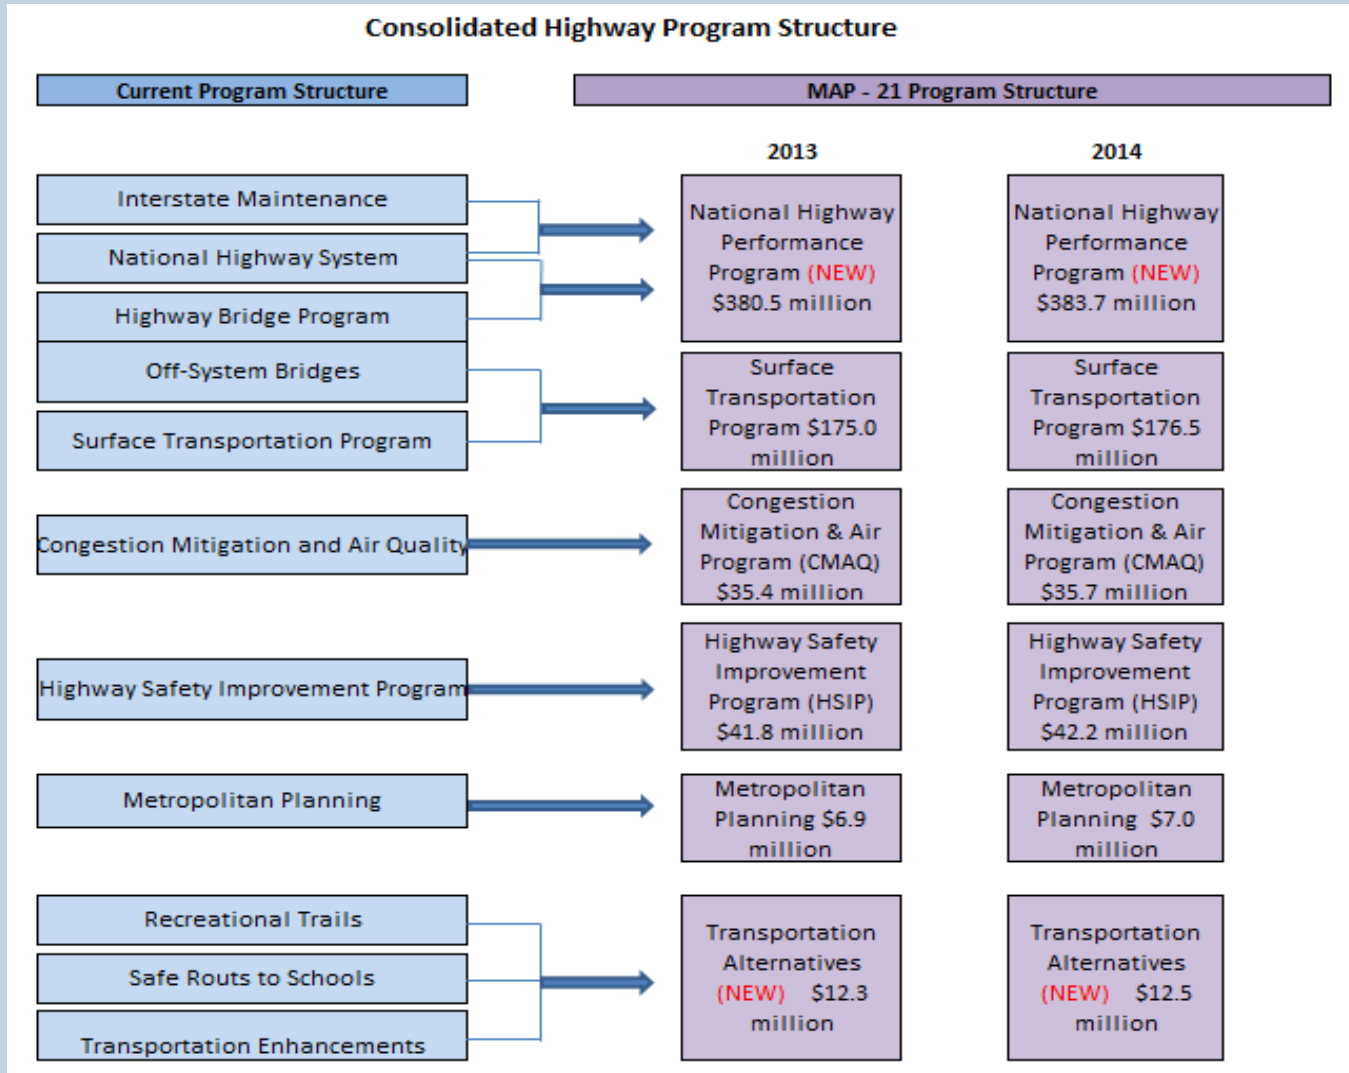 Consolidated Highway Program Structure
Current Program Structure
MAP - 21 Program Structure
2013
2014
Interstate Maintenance
National Highway System
Highway Bridge Program
National Highway
Performance
Program (NEW)
$380.5 million
National Highway
Performance
Program (NEW)
$383.7 million
Off-System Bridges
Surface Transportation Program
Surface
Transportation
Program $175.0
million
Surface
Transportation
Program $176.5
million
Congestion Mitigation and Air Quality
Congestion
Mitigation & Air
Program (CMAQ)
$35.4 million
Congestion
Mitigation & Air
Program (CMAQ)
$35.7 million
Highway Safety Improvement Program
Highway Safety
Improvement
Program (HSIP)
$41.8 million
Highway Safety
Improvement
Program (HSIP)
$42.2 million
Metropolitan Planning
Metropolitan
Planning $6.9
million
Metropolitan
Planning $7.0
million
Recreational Trails
Safe Routs to Schools
Transportation Enhancements
Transportation
Alternatives
(NEW) $12.3
million
Transportation
Alternatives
(NEW) $12.5
million